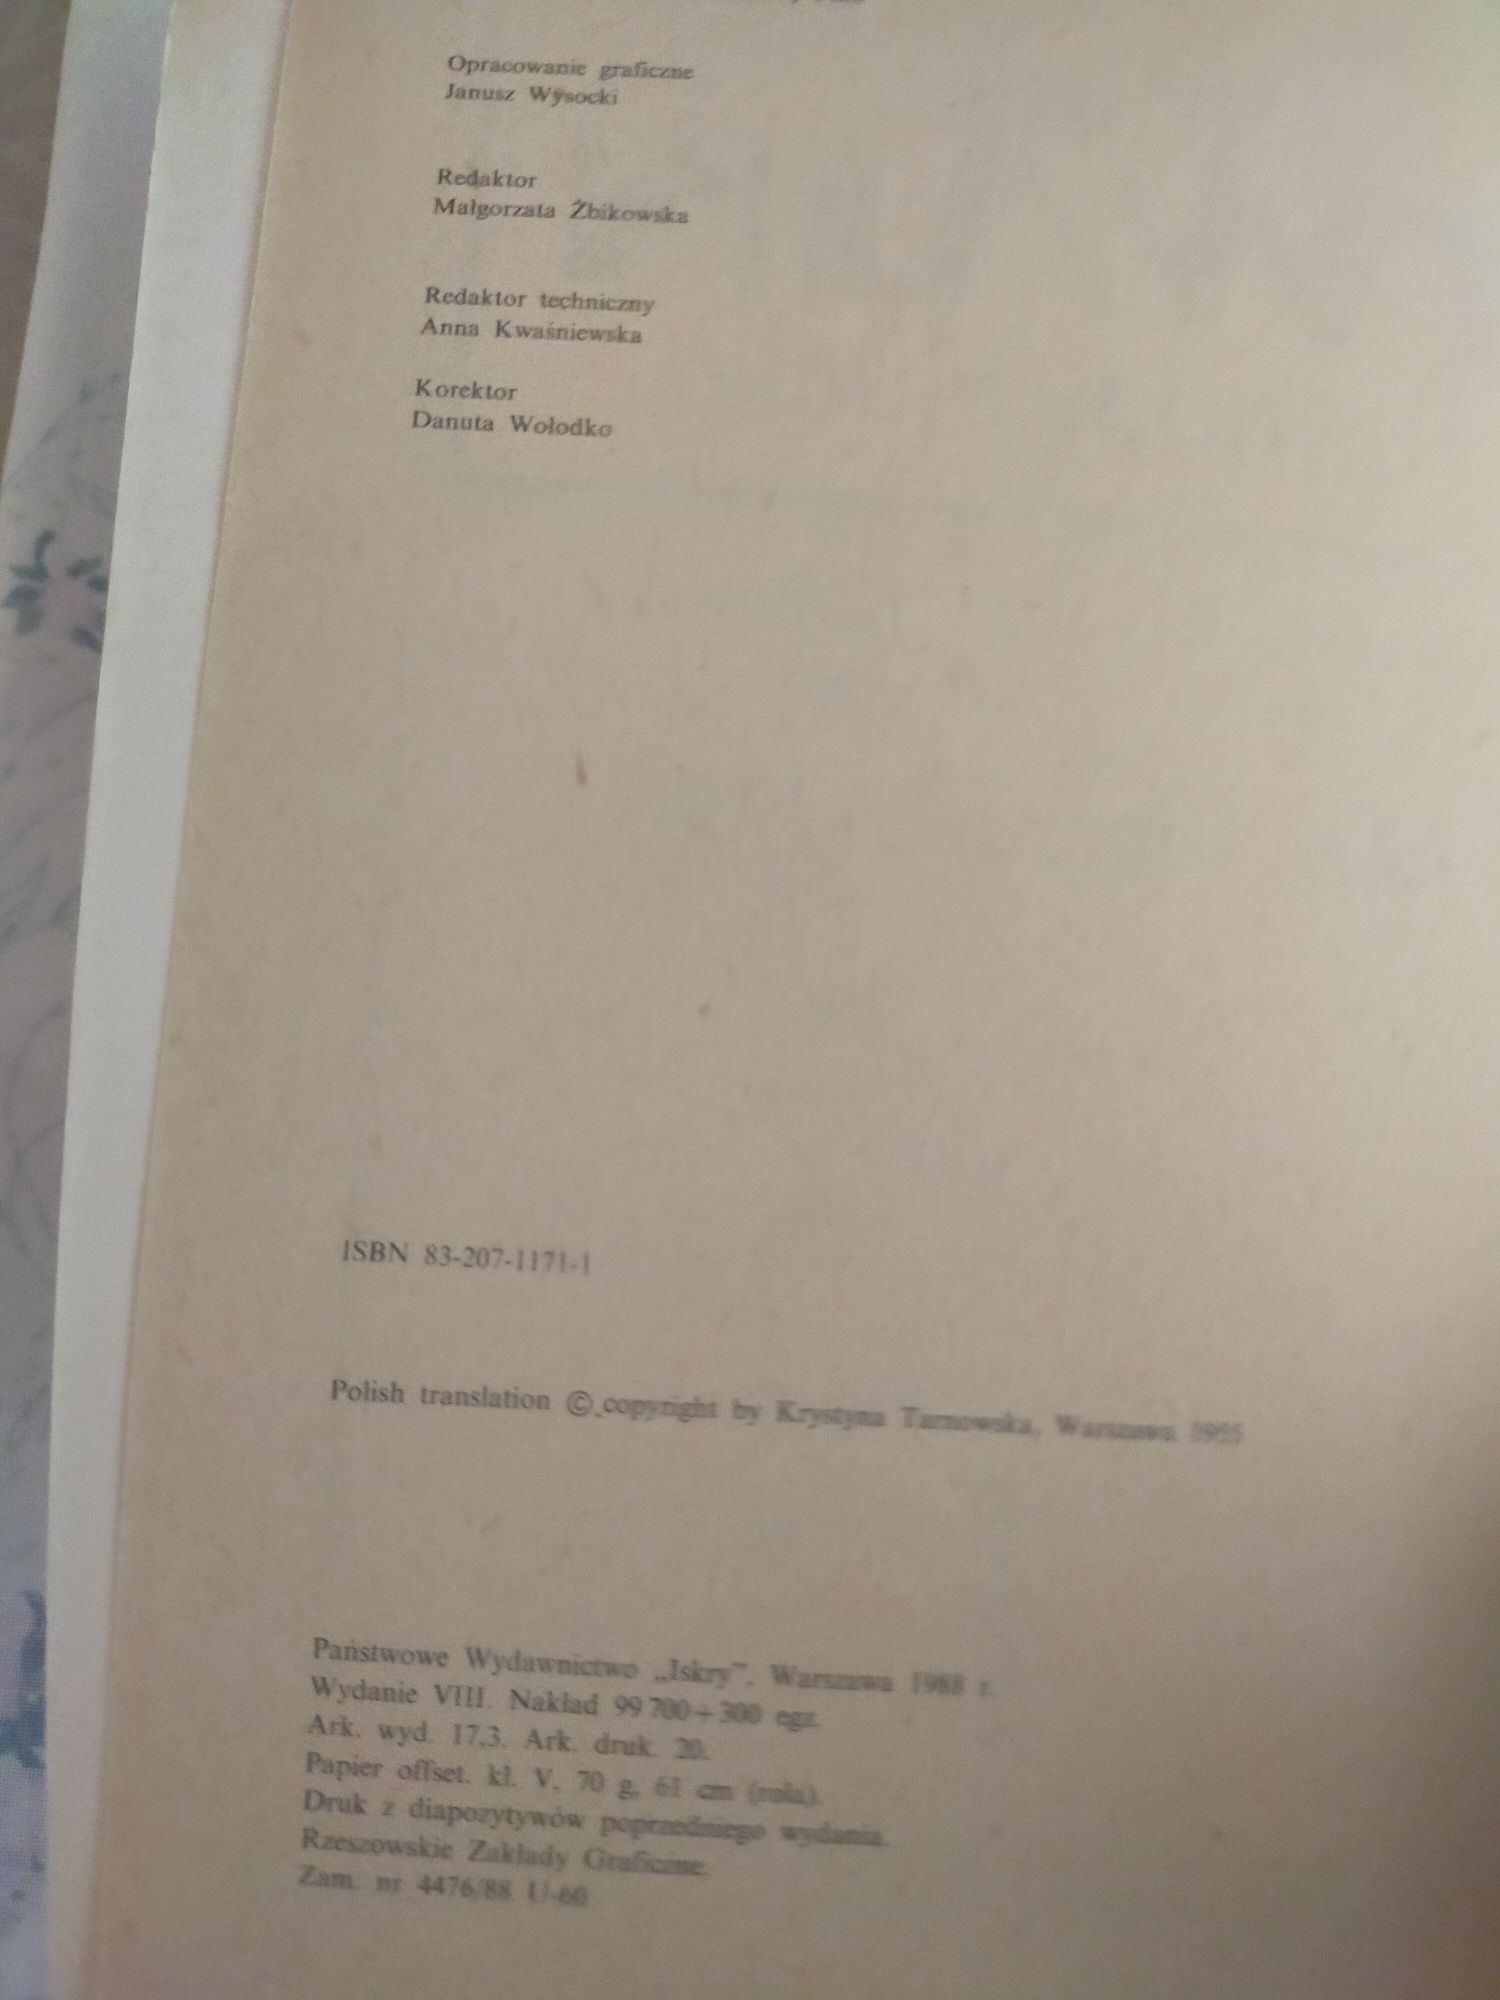 Opracowanie graficzne
Janusz Wysocki
Redaktor
Małgorzata Żbikowska
Redaktor techniczny
Anna Kwaśniewska
Korektor
Danuta Wołodko
ISBN 83-207-1171-1
Polish translation © copyright by Krystyna Tarnowska, Warszawa
Państwowe Wydawnictwo „Iskry”, Warszawa 1988 r.
Wydanie VIII. Nakład 99 700+300 egz.
Ark. wyd. 17,3. Ark. druk. 20.
Papier offset. kl. V, 70 g, 61 cm (rola).
Druk z diapozytywów poprzedniego wydania.
Rzeszowskie Zakłady Graficzne.
Zam. nr 4476/88 U-60